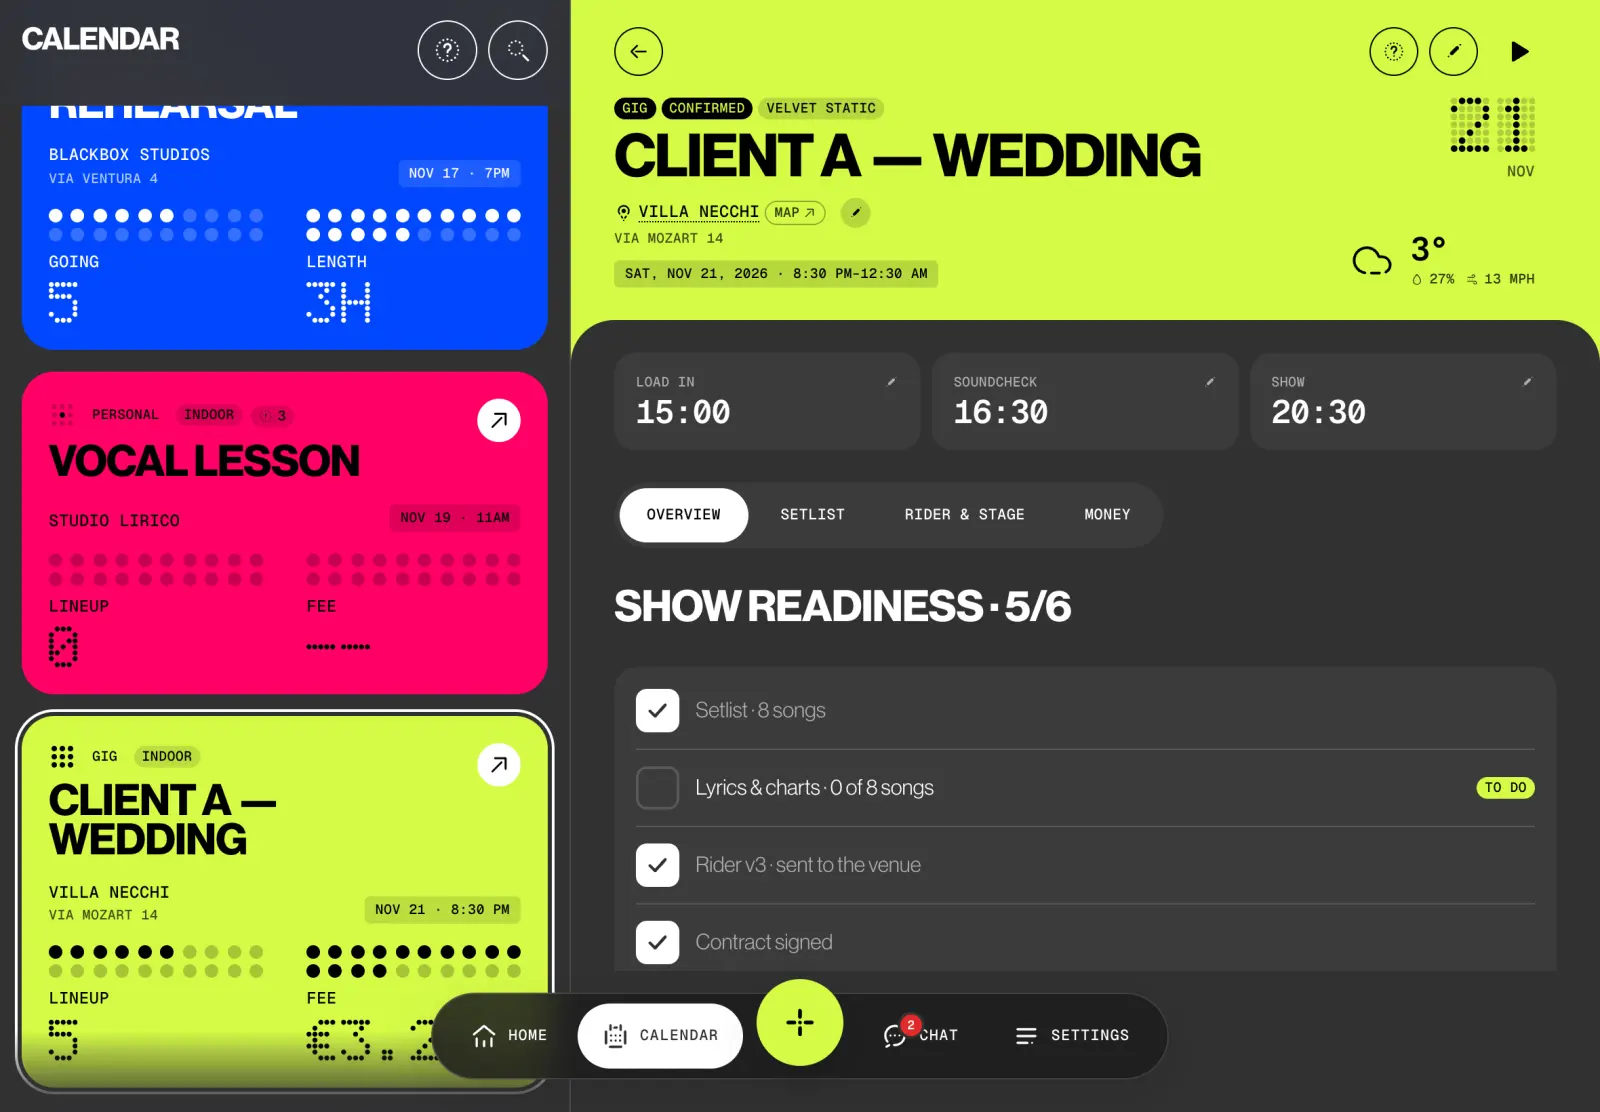 CALENDAR
REHEARSAL
BLACKBOX STUDIOS
VIA VENTURA 4
NOV 17 · 7PM
GOING
LENGTH
5
3H
PERSONAL
INDOOR
3
VOCAL LESSON
STUDIO LIRICO
NOV 19 · 11AM
LINEUP
FEE
0
——
GIG
INDOOR
CLIENT A —
WEDDING
VILLA NECCHI
VIA MOZART 14
NOV 21 · 8:30 PM
LINEUP
FEE
5
€3.2
GIG
CONFIRMED
VELVET STATIC
CLIENT A — WEDDING
21
NOV
VILLA NECCHI
MAP
VIA MOZART 14
SAT, NOV 21, 2026 · 8:30 PM–12:30 AM
3°
27%
13 MPH
LOAD IN
15:00
SOUNDCHECK
16:30
SHOW
20:30
OVERVIEW
SETLIST
RIDER & STAGE
MONEY
SHOW READINESS · 5/6
Setlist · 8 songs
Lyrics & charts · 0 of 8 songs
TO DO
Rider v3 · sent to the venue
Contract signed
HOME
CALENDAR
2
CHAT
SETTINGS